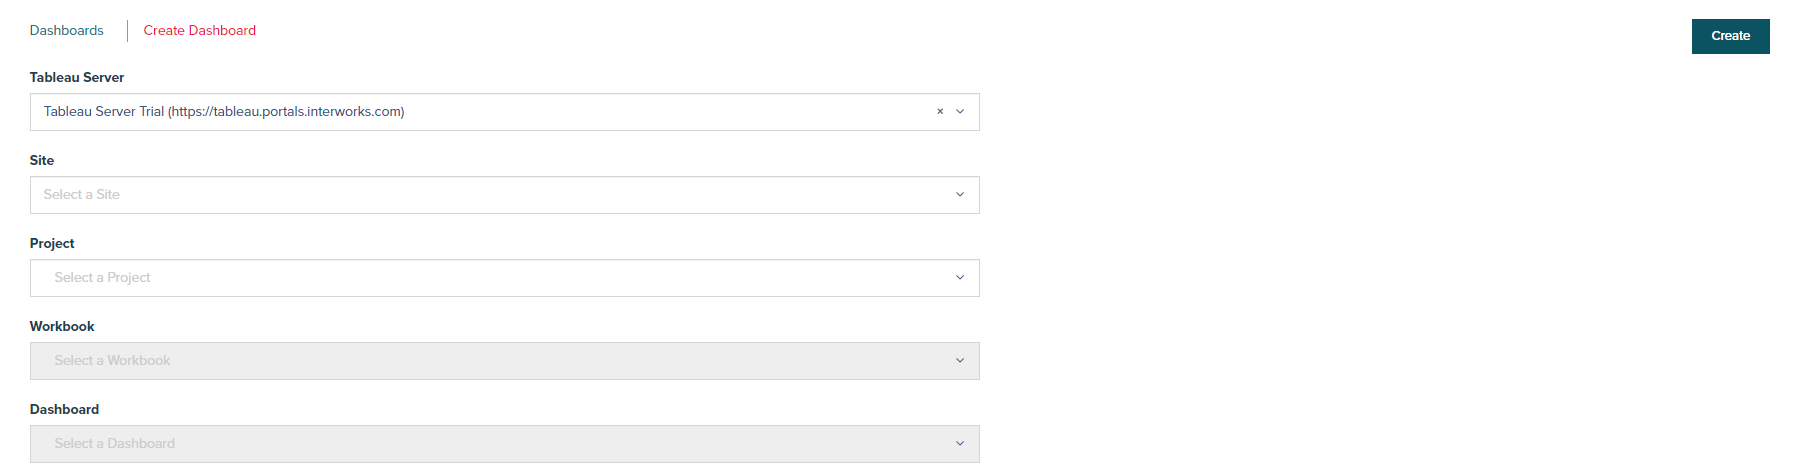 Dashboards Create Dashboard Create
Tableau Server
Tableau Server Trial (https://tableau.portals.interworks.com) ×
Site
Select a Site
Project
Select a Project
Workbook
Select a Workbook
Dashboard
Select a Dashboard